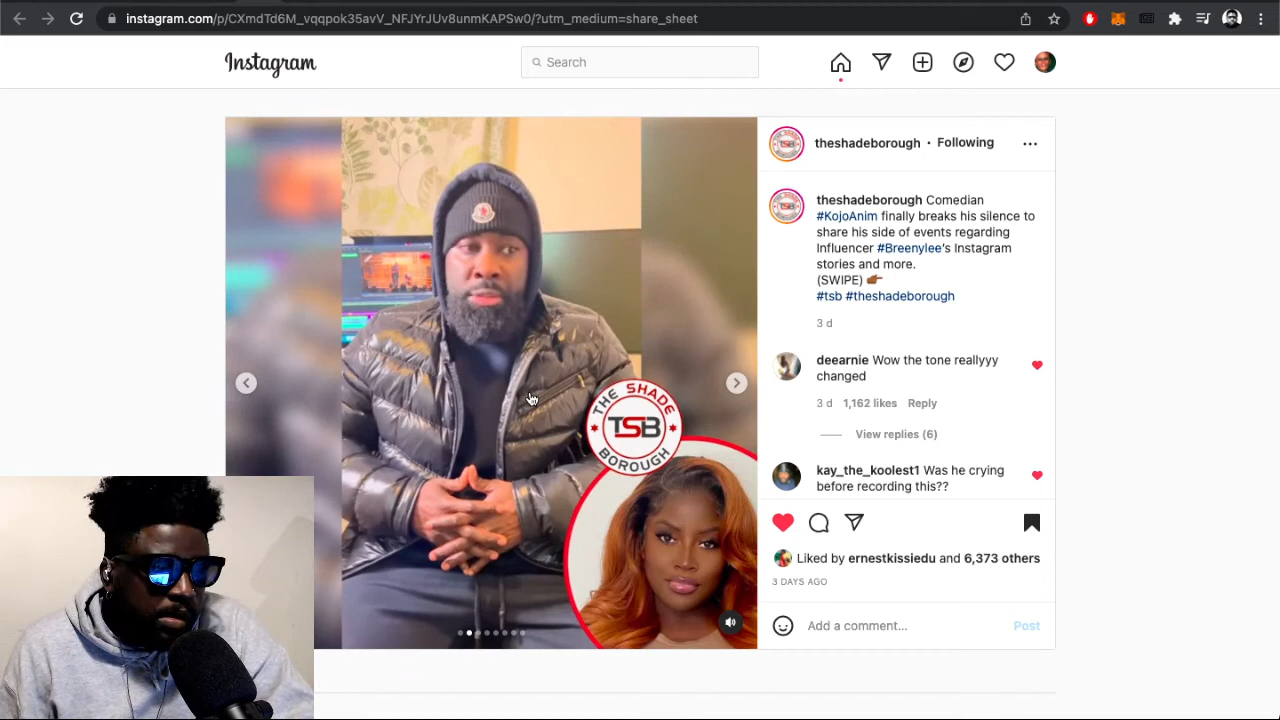 instagram.com/p/CXmdTd6M_vqqpok35avV_NFJYrJUv8unmKAPSw0/?utm_medium=share_sheet
Instagram
Search
theshadeborough • Following
theshadeborough Comedian
#KojoAnim finally breaks his silence to
share his side of events regarding
Influencer #Breenylee's Instagram
stories and more.
(SWIPE)
#tsb #theshadeborough
3 d
deearnie Wow the tone reallyyy
changed
3 d 1,162 likes Reply
View replies (6)
kay_the_koolest1 Was he crying
before recording this??
Liked by ernestkissiedu and 6,373 others
3 DAYS AGO
Add a comment...
Post
THE SHADE
TSB
BOROUGH
TSB
TSB